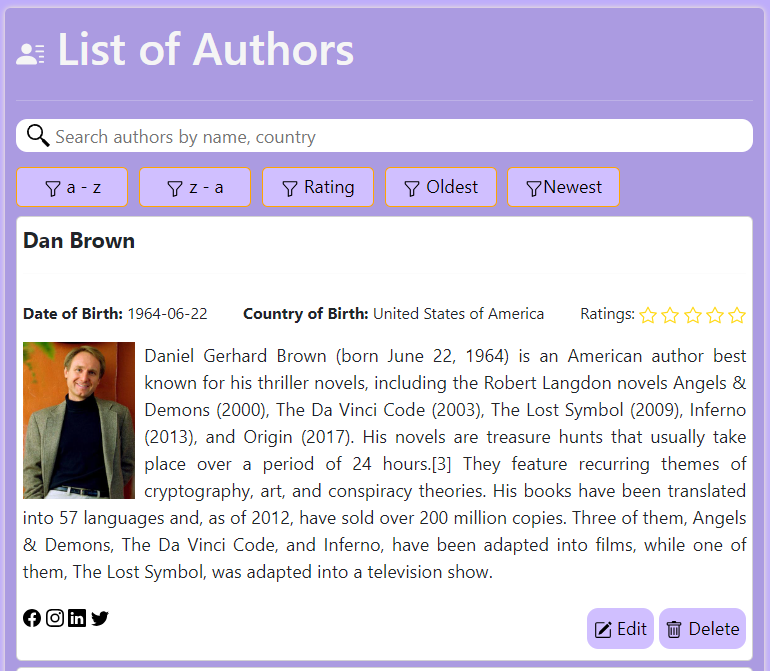 List of Authors
Search authors by name, country
a - z
z - a
Rating
Oldest
Newest
Dan Brown
Date of Birth: 1964-06-22 Country of Birth: United States of America Ratings:
Daniel Gerhard Brown (born June 22, 1964) is an American author best
known for his thriller novels, including the Robert Langdon novels Angels &
Demons (2000), The Da Vinci Code (2003), The Lost Symbol (2009), Inferno
(2013), and Origin (2017). His novels are treasure hunts that usually take
place over a period of 24 hours.[3] They feature recurring themes of
cryptography, art, and conspiracy theories. His books have been translated
into 57 languages and, as of 2012, have sold over 200 million copies. Three of them, Angels
& Demons, The Da Vinci Code, and Inferno, have been adapted into films, while one of
them, The Lost Symbol, was adapted into a television show.
Edit
Delete